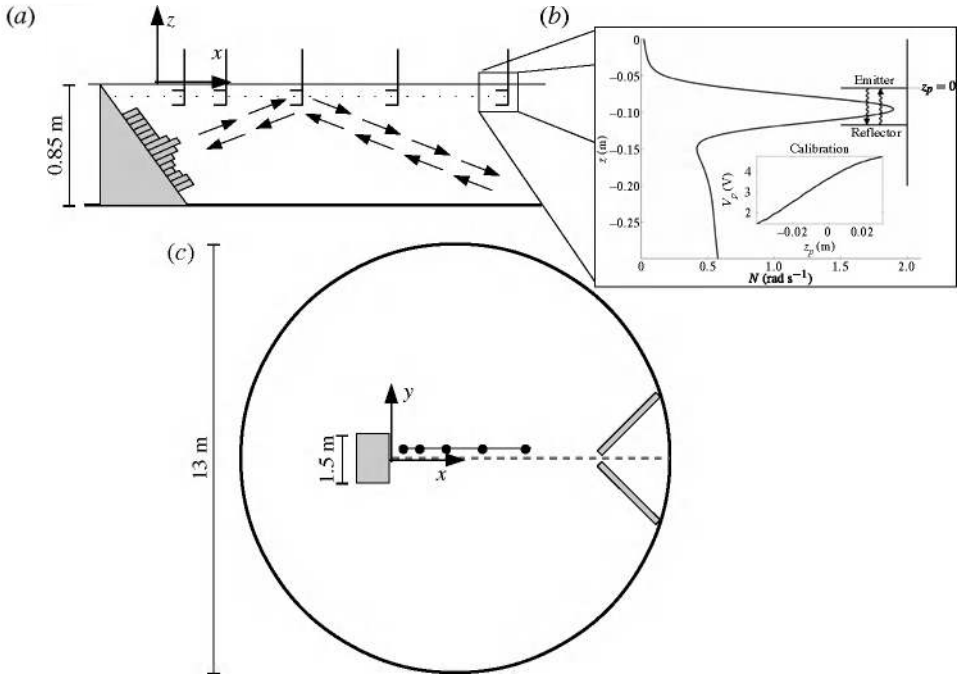 (a)
z
x
0.85 m
(b)
0
−0.05
−0.10
−0.15
−0.20
−0.25
z (m)
Emitter
z_p = 0
Reflector
Calibration
V_p (V)
4
3
2
−0.02 0 0.02
z_p (m)
0 0.5 1.0 1.5 2.0
N (rad s⁻¹)
(c)
13 m
1.5 m
y
x